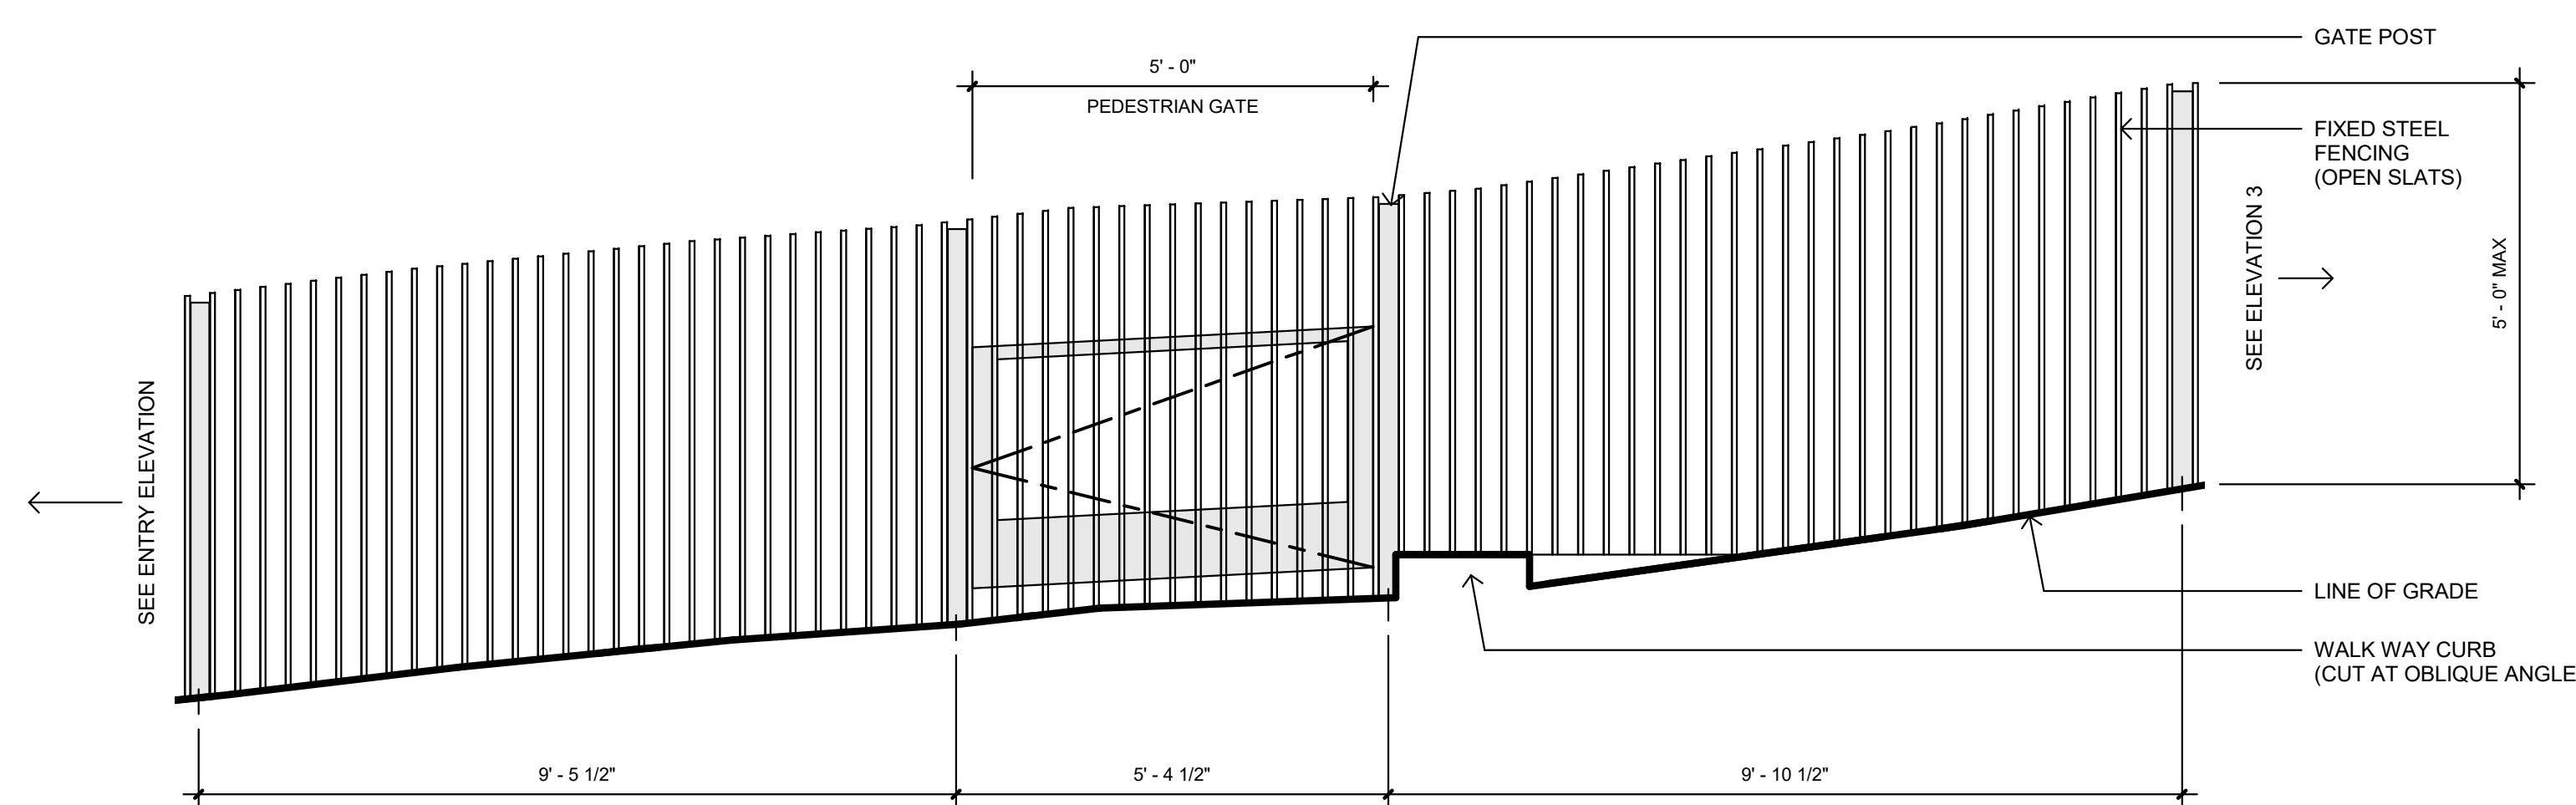 GATE POST
5' - 0"
PEDESTRIAN GATE
FIXED STEEL
FENCING
(OPEN SLATS)
SEE ELEVATION 3
5' - 0" MAX
SEE ENTRY ELEVATION
LINE OF GRADE
WALK WAY CURB
(CUT AT OBLIQUE ANGLE
9' - 5 1/2"
5' - 4 1/2"
9' - 10 1/2"